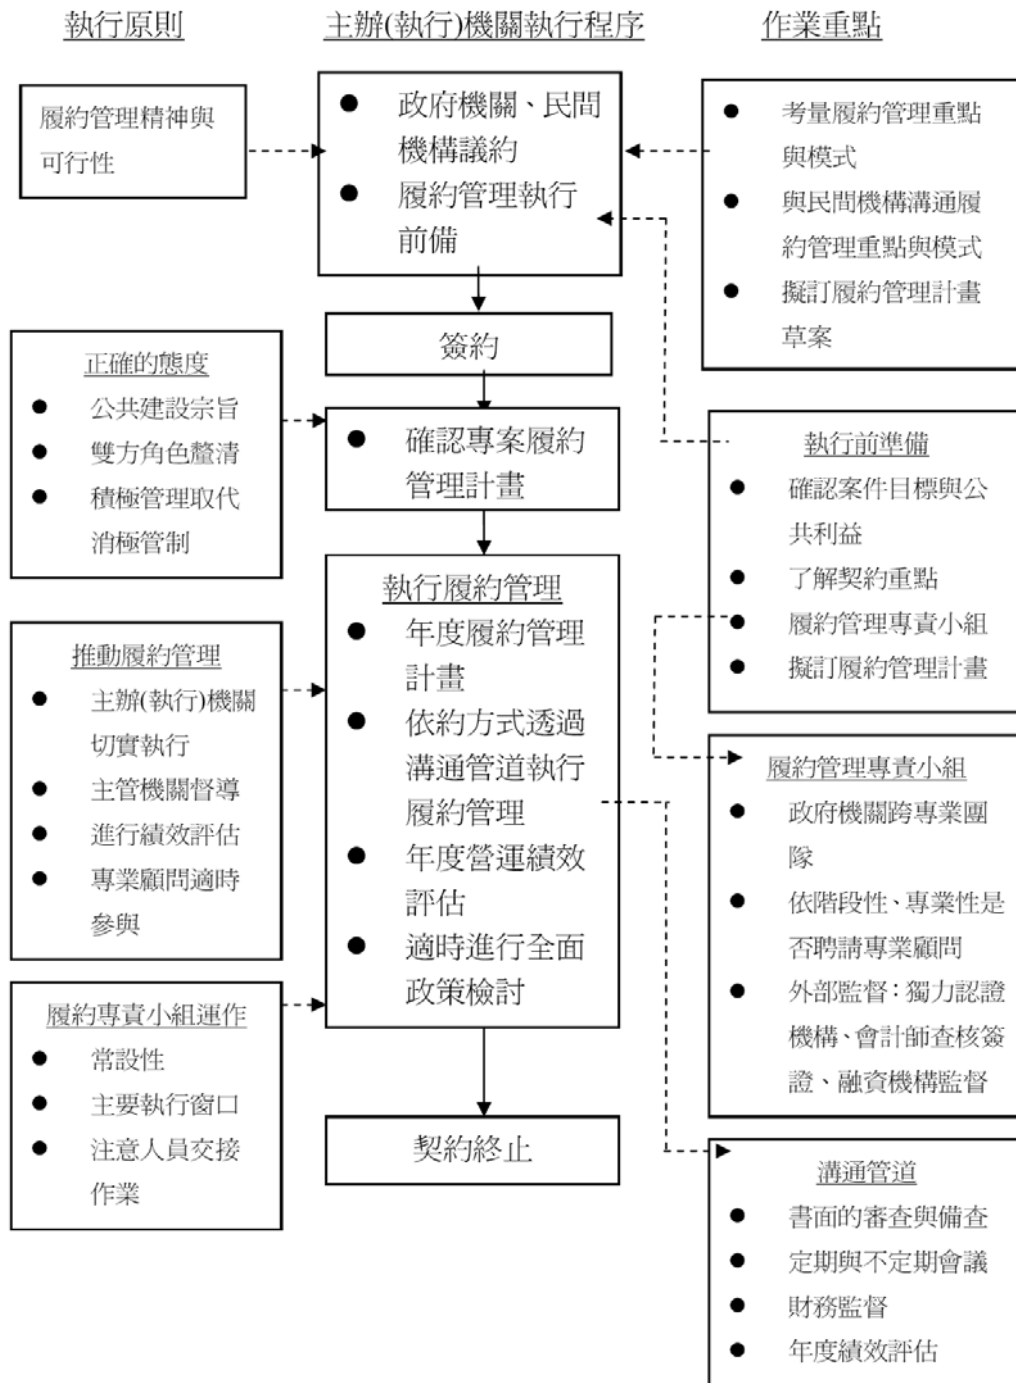 執行原則
主辦(執行)機關執行程序
作業重點
履約管理精神與
可行性
● 政府機關、民間
機構議約
● 履約管理執行
前備
● 考量履約管理重點
與模式
● 與民間機構溝通履
約管理重點與模式
● 擬訂履約管理計畫
草案
簽約
正確的態度
● 公共建設宗旨
● 雙方角色釐清
● 積極管理取代
消極管制
● 確認專案履約
管理計畫
執行前準備
● 確認案件目標與公
共利益
● 了解契約重點
● 履約管理專責小組
● 擬訂履約管理計畫
執行履約管理
● 年度履約管理
計畫
● 依約方式透過
溝通管道執行
履約管理
● 年度營運績效
評估
● 適時進行全面
政策檢討
推動履約管理
● 主辦(執行)機關
切實執行
● 主管機關督導
● 進行績效評估
● 專業顧問適時
參與
履約管理專責小組
● 政府機關跨專業團
隊
● 依階段性、專業性是
否聘請專業顧問
● 外部監督：獨力認證
機構、會計師查核簽
證、融資機構監督
履約專責小組運作
● 常設性
● 主要執行窗口
● 注意人員交接
作業
契約終止
溝通管道
● 書面的審查與備查
● 定期與不定期會議
● 財務監督
● 年度績效評估